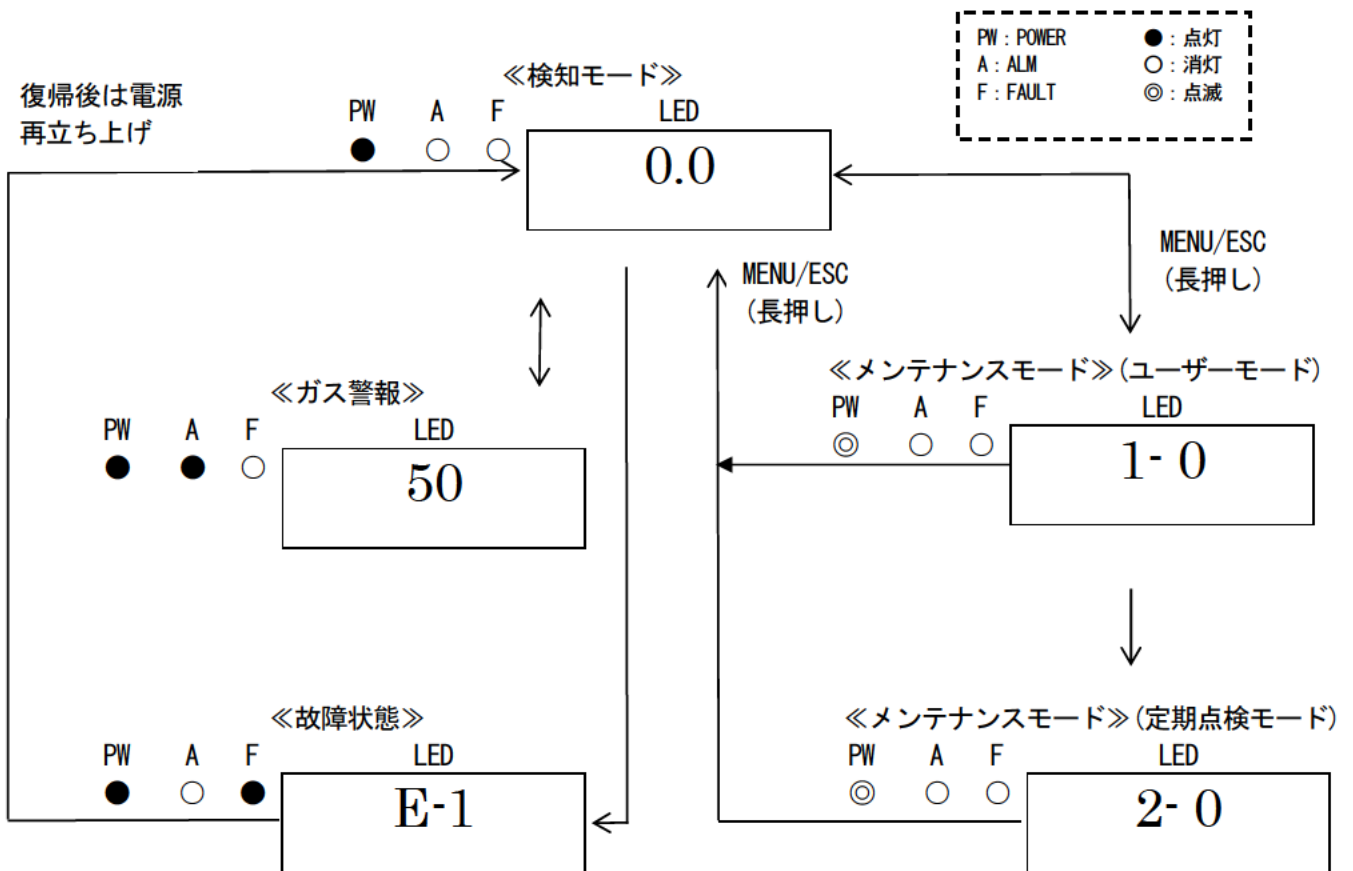 PW：POWER ●：点灯
A：ALM ○：消灯
F：FAULT ◎：点滅
復帰後は電源
再立ち上げ
≪検知モード≫
PW A F LED
● ○ ○
0.0
MENU/ESC
(長押し)
MENU/ESC
(長押し)
≪ガス警報≫
PW A F LED
● ● ○
50
≪メンテナンスモード≫(ユーザーモード)
PW A F LED
◎ ○ ○
1- 0
≪故障状態≫
PW A F LED
● ○ ●
E-1
≪メンテナンスモード≫(定期点検モード)
PW A F LED
◎ ○ ○
2- 0